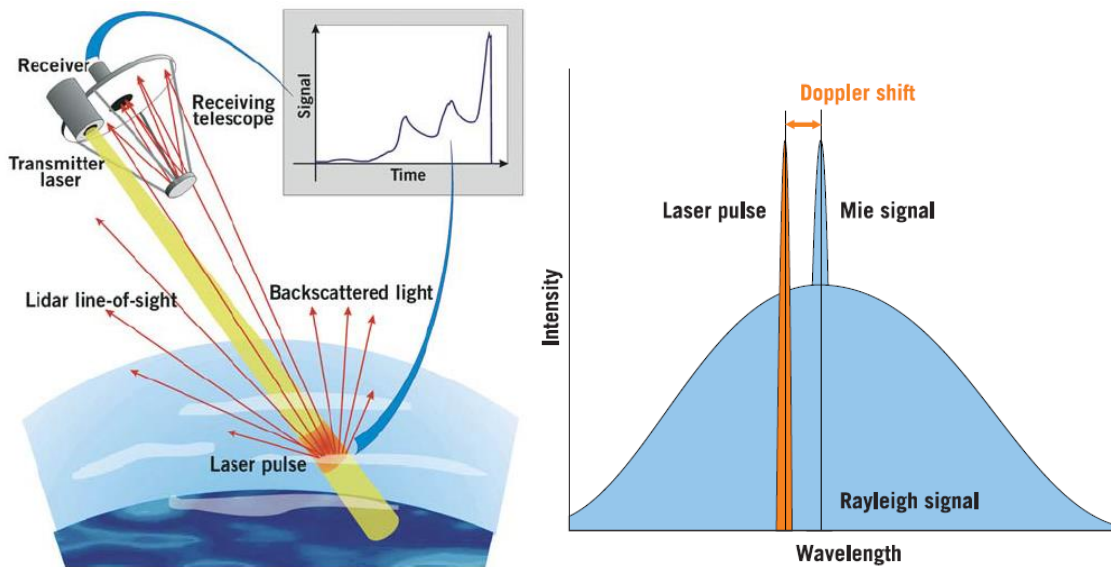 Receiver
Receiving
telescope
Transmitter
laser
Signal
Time
Lidar line-of-sight
Backscattered light
Laser pulse
Doppler shift
Laser pulse
Mie signal
Intensity
Rayleigh signal
Wavelength